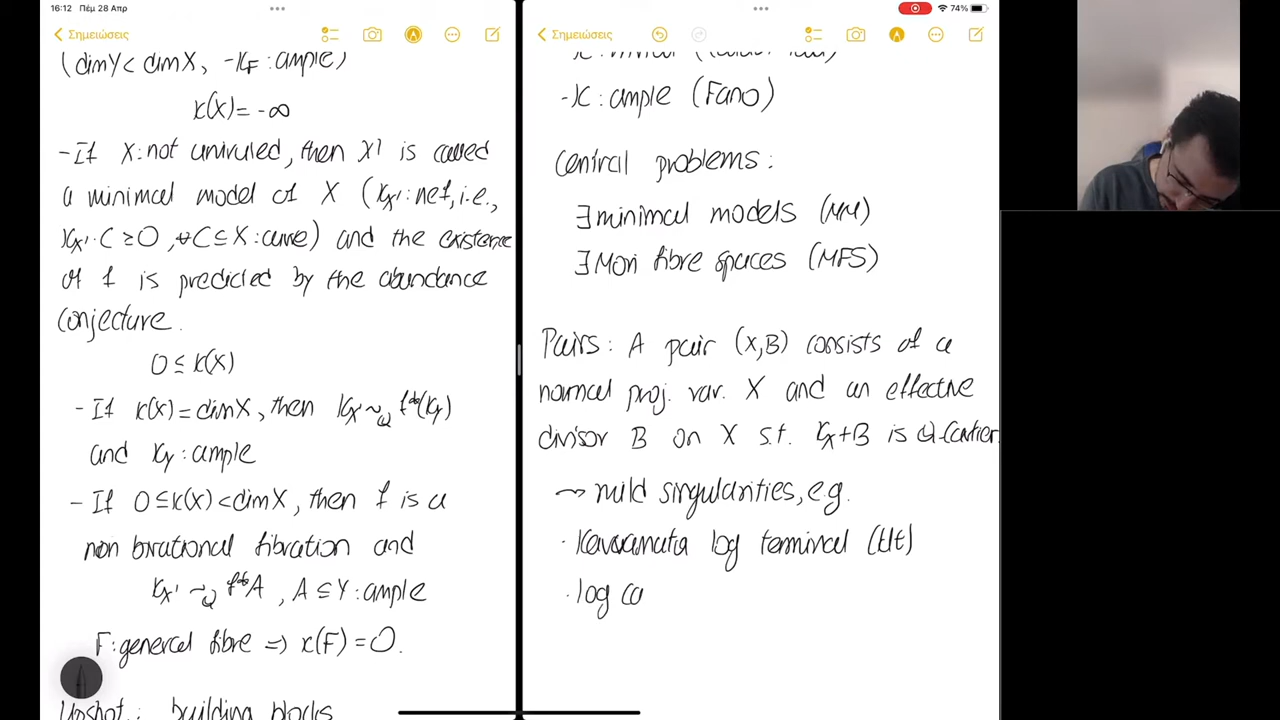 16:12 Πέμ 28 Απρ
Σημειώσεις
(dimY < dimX, -K_F : ample)
κ(X) = -∞
- If X: not uniruled, then X' is called
a minimal model of X (K_X' : nef, i.e.,
K_X' · C ≥ 0, ∀ C ⊆ X : curve) and the existence
of f is predicted by the abundance
conjecture.
0 ≤ κ(X)
- If κ(X) = dimX, then K_X' ~_Q f*(K_Y)
and K_Y : ample
- If 0 ≤ κ(X) < dimX, then f is a
non birational fibration and
K_X' ~_Q f*A, A ⊆ Y : ample
F: general fibre ⇒ κ(F) = 0.
Upshot: building blocks
Σημειώσεις
74%
-K : ample (Fano)
Central problems:
∃ minimal models (MM)
∃ Mori fibre spaces (MFS)
Pairs: A pair (X,B) consists of a
normal proj. var. X and an effective
divisor B on X s.t. K_X+B is Q-Cartier.
→ mild singularities, e.g.
· Kawamata log terminal (klt)
· log ca